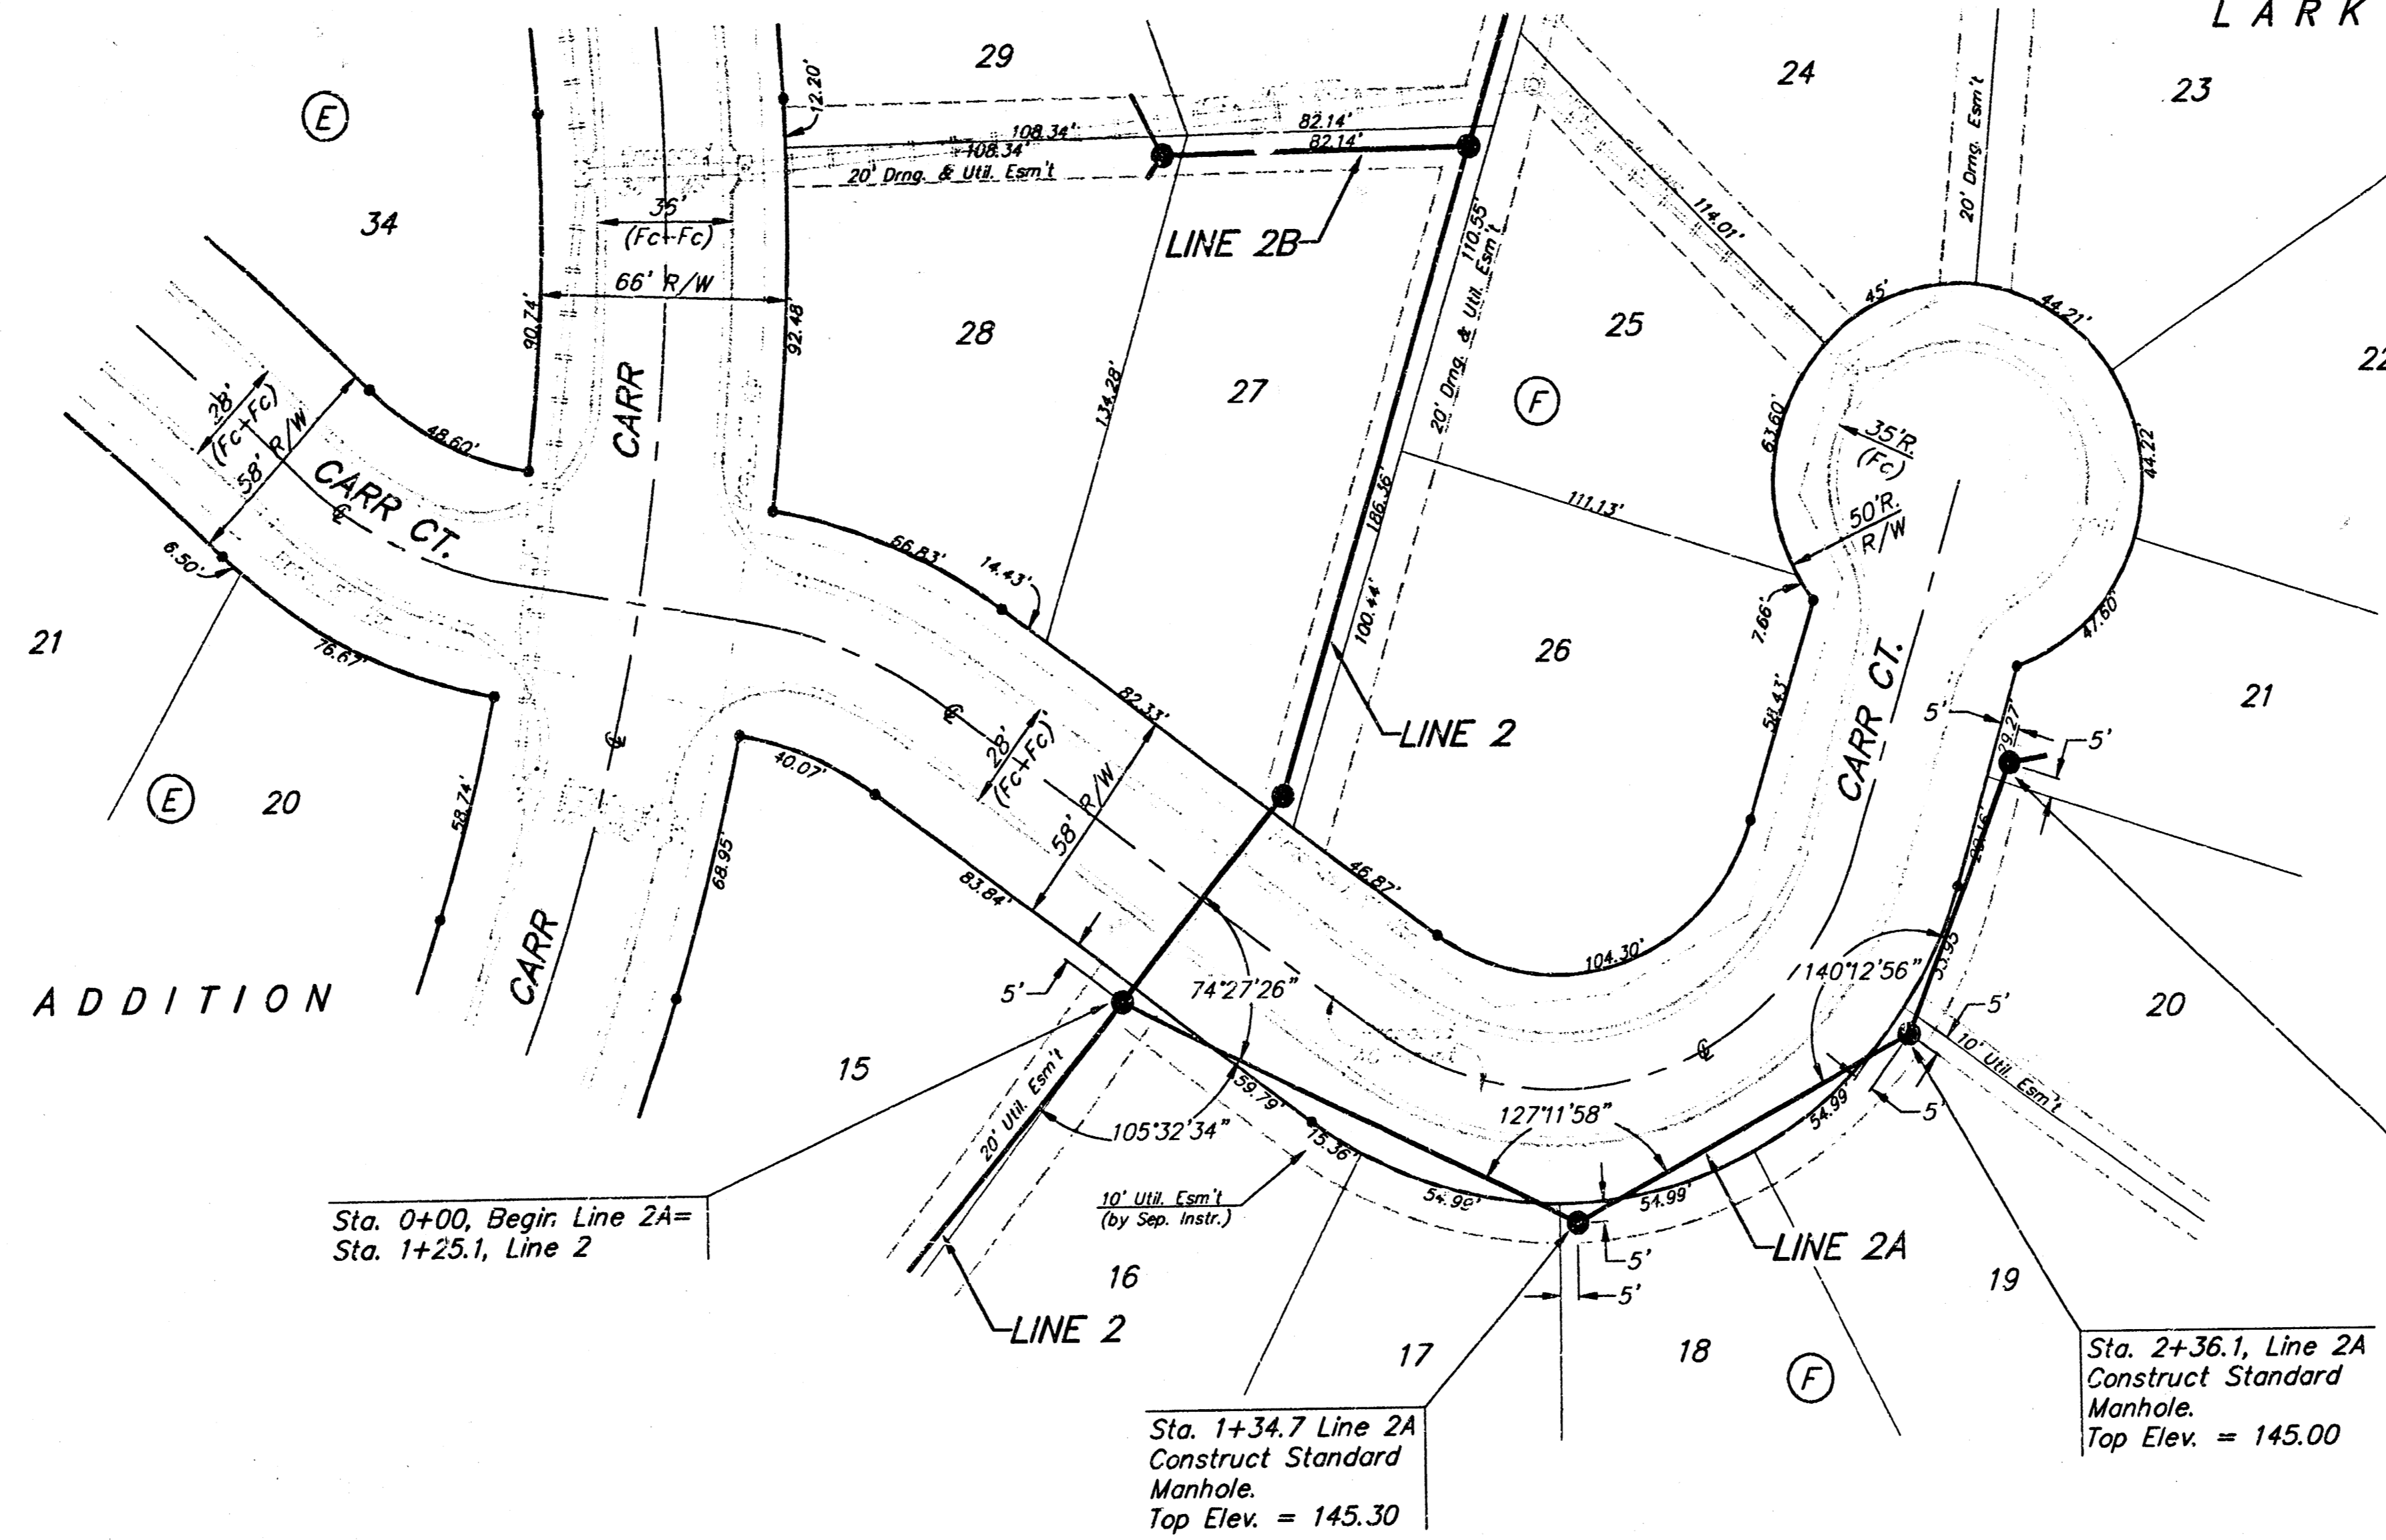 LARK
29
24
23
E
12.20'
20' Drng. Esm't
108.34'
82.14'
108.34'
82.14'
20' Drng. & Util. Esm't
34
36'
(Fc-Fc)
114.01'
110.55'
LINE 2B
66' R/W
45'
44.21'
90.74'
92.48'
28
25
20' Drng. & Util. Esm't
22
CARR
134.28'
27
F
28'
(Fc+Fc)
58' R/W
48.60'
63.60'
35'R.
(Fc)
44.22'
CARR CT.
℄
186.36'
111.13'
50'R.
R/W
6.50'
66.83'
14.43'
100.44'
7.66'
47.60'
21
76.67'
26
CARR CT.
82.33'
58.43'
5'
29.27'
21
℄
℄
28'
(Fc+Fc)
LINE 2
5'
E
20
40.07'
58.74'
58' R/W
68.95'
83.84'
46.87'
ADDITION
CARR
5'
74°27'26"
104.30'
140°12'56"
5'
20
15
20' Util. Esm't
59.79'
℄
10' Util. Esm't
105°32'34"
15.36'
127°11'58"
54.99'
5'
Sta. 0+00, Begin Line 2A=
Sta. 1+25.1, Line 2
10' Util. Esm't
(by Sep. Instr.)
54.99'
54.99'
5'
LINE 2A
5'
16
19
LINE 2
17
18
F
Sta. 2+36.1, Line 2A
Construct Standard
Manhole.
Top Elev. = 145.00
Sta. 1+34.7 Line 2A
Construct Standard
Manhole.
Top Elev. = 145.30